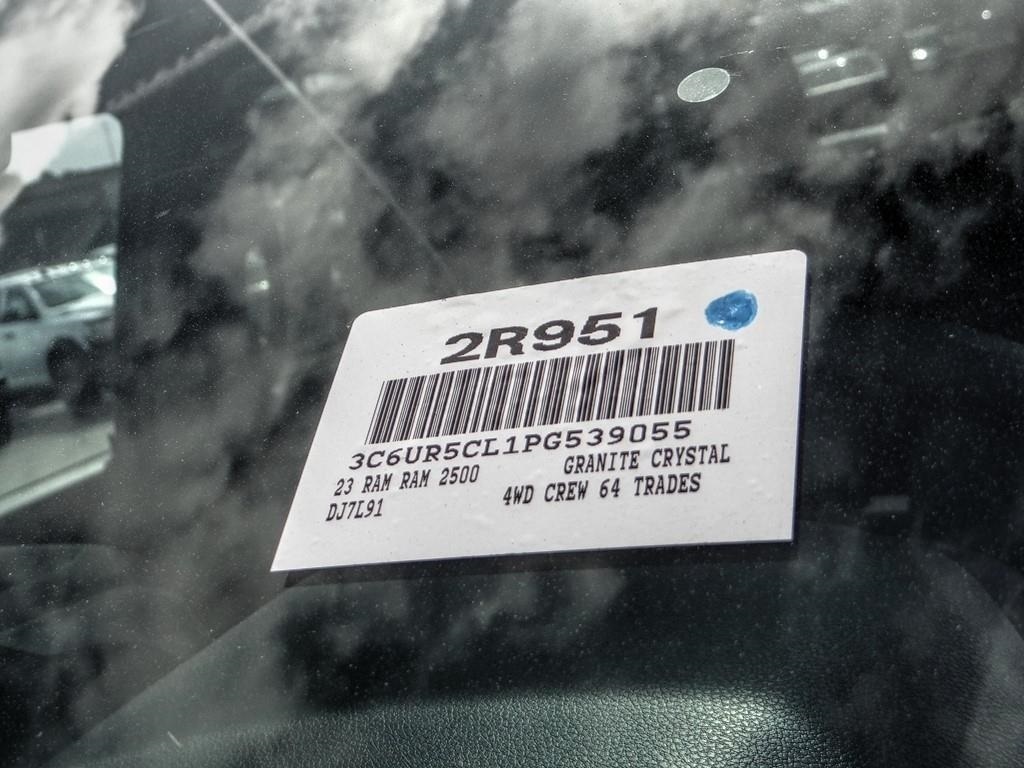 2R951
3C6UR5CL1PG539055
23 RAM RAM 2500 GRANITE CRYSTAL
DJ7L91 4WD CREW 64 TRADES